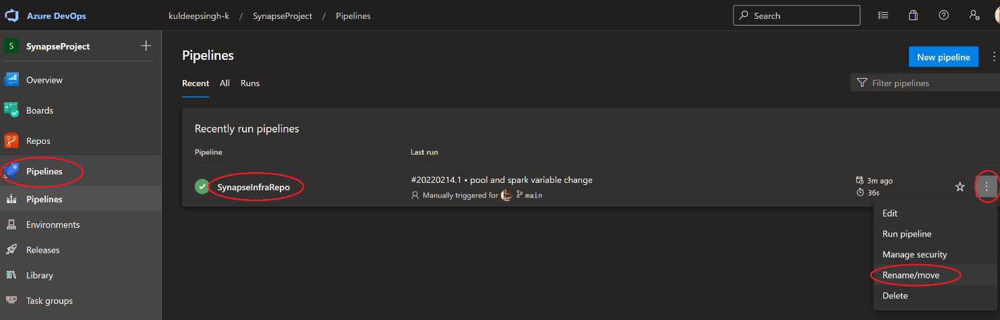 Azure DevOps
kuldeepsingh-k / SynapseProject / Pipelines
Search
S SynapseProject
Overview
Boards
Repos
Pipelines
Pipelines
Environments
Releases
Library
Task groups
Pipelines
New pipeline
Recent All Runs
Filter pipelines
Recently run pipelines
Pipeline Last run
SynapseInfraRepo
#20220214.1 • pool and spark variable change
Manually triggered for main
3m ago
36s
Edit
Run pipeline
Manage security
Rename/move
Delete